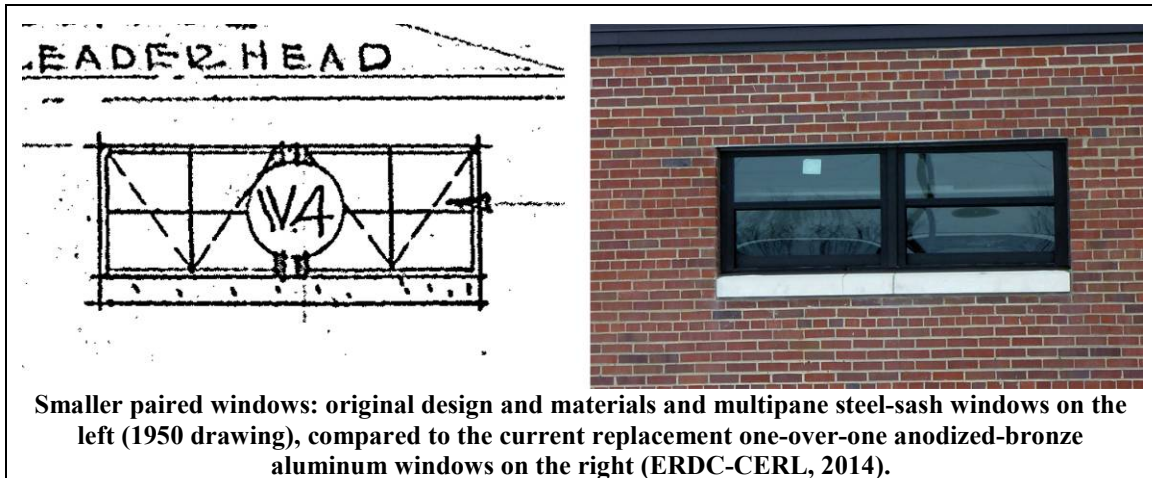 LEADER HEAD
W4
Smaller paired windows: original design and materials and multipane steel-sash windows on the
left (1950 drawing), compared to the current replacement one-over-one anodized-bronze
aluminum windows on the right (ERDC-CERL, 2014).